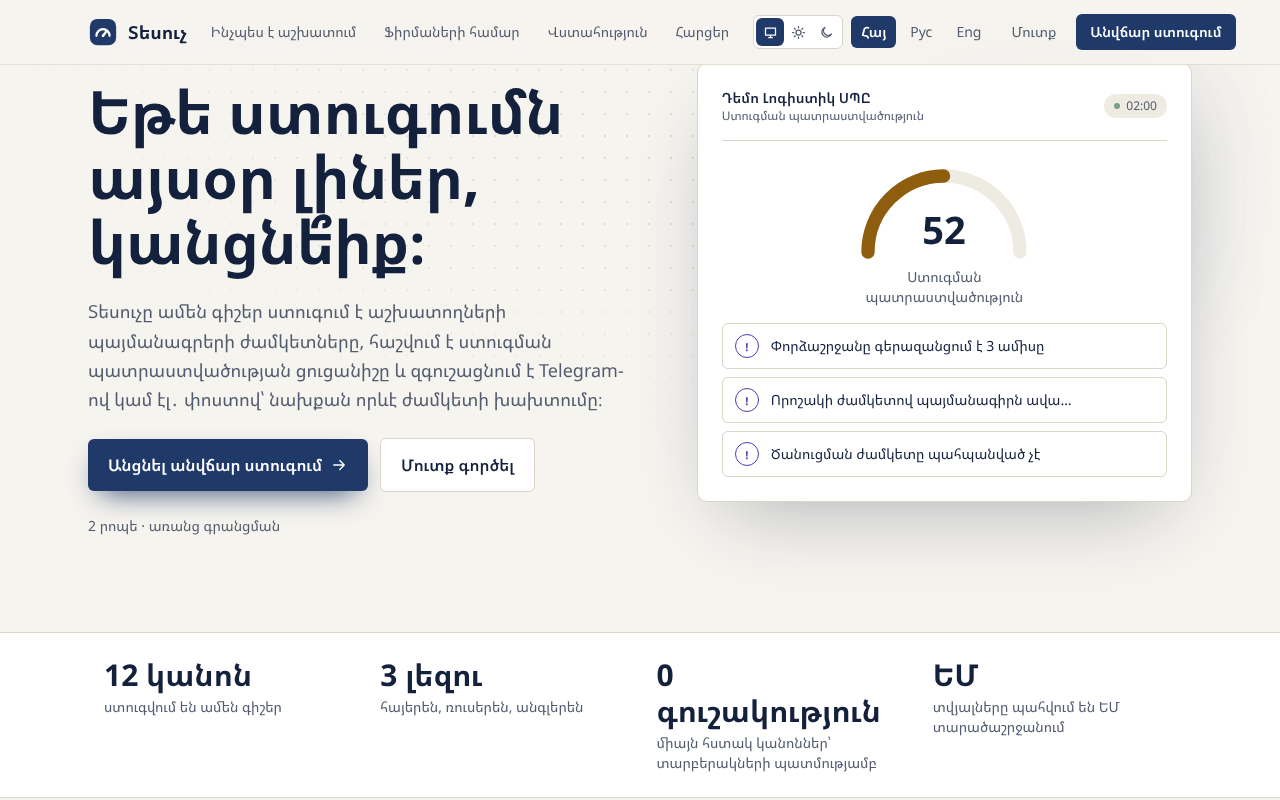 Տեսուչ
Ինչպես է աշխատում
Ֆիրմաների համար
Վստահություն
Հարցեր
Հայ
Рус
Eng
Մուտք
Անվճար ստուգում
Եթե ստուգումն
այսօր լիներ,
կանցնեի՞ք։
Տեսուչը ամեն գիշեր ստուգում է աշխատողների
պայմանագրերի ժամկետները, հաշվում է ստուգման
պատրաստվածության ցուցանիշը և զգուշացնում է Telegram-
ով կամ էլ․ փոստով՝ նախքան որևէ ժամկետի խախտումը։
Անցնել անվճար ստուգում →
Մուտք գործել
2 րոպե · առանց գրանցման
Դեմո Լոգիստիկ ՍՊԸ
Ստուգման պատրաստվածություն
02:00
52
Ստուգման
պատրաստվածություն
! Փորձաշրջանը գերազանցում է 3 ամիսը
! Որոշակի ժամկետով պայմանագիրն ավա…
! Ծանուցման ժամկետը պահպանված չէ
12 կանոն
ստուգվում են ամեն գիշեր
3 լեզու
հայերեն, ռուսերեն, անգլերեն
0
գուշակություն
միայն հստակ կանոններ՝
տարբերակների պատմությամբ
ԵՄ
տվյալները պահվում են ԵՄ
տարածաշրջանում